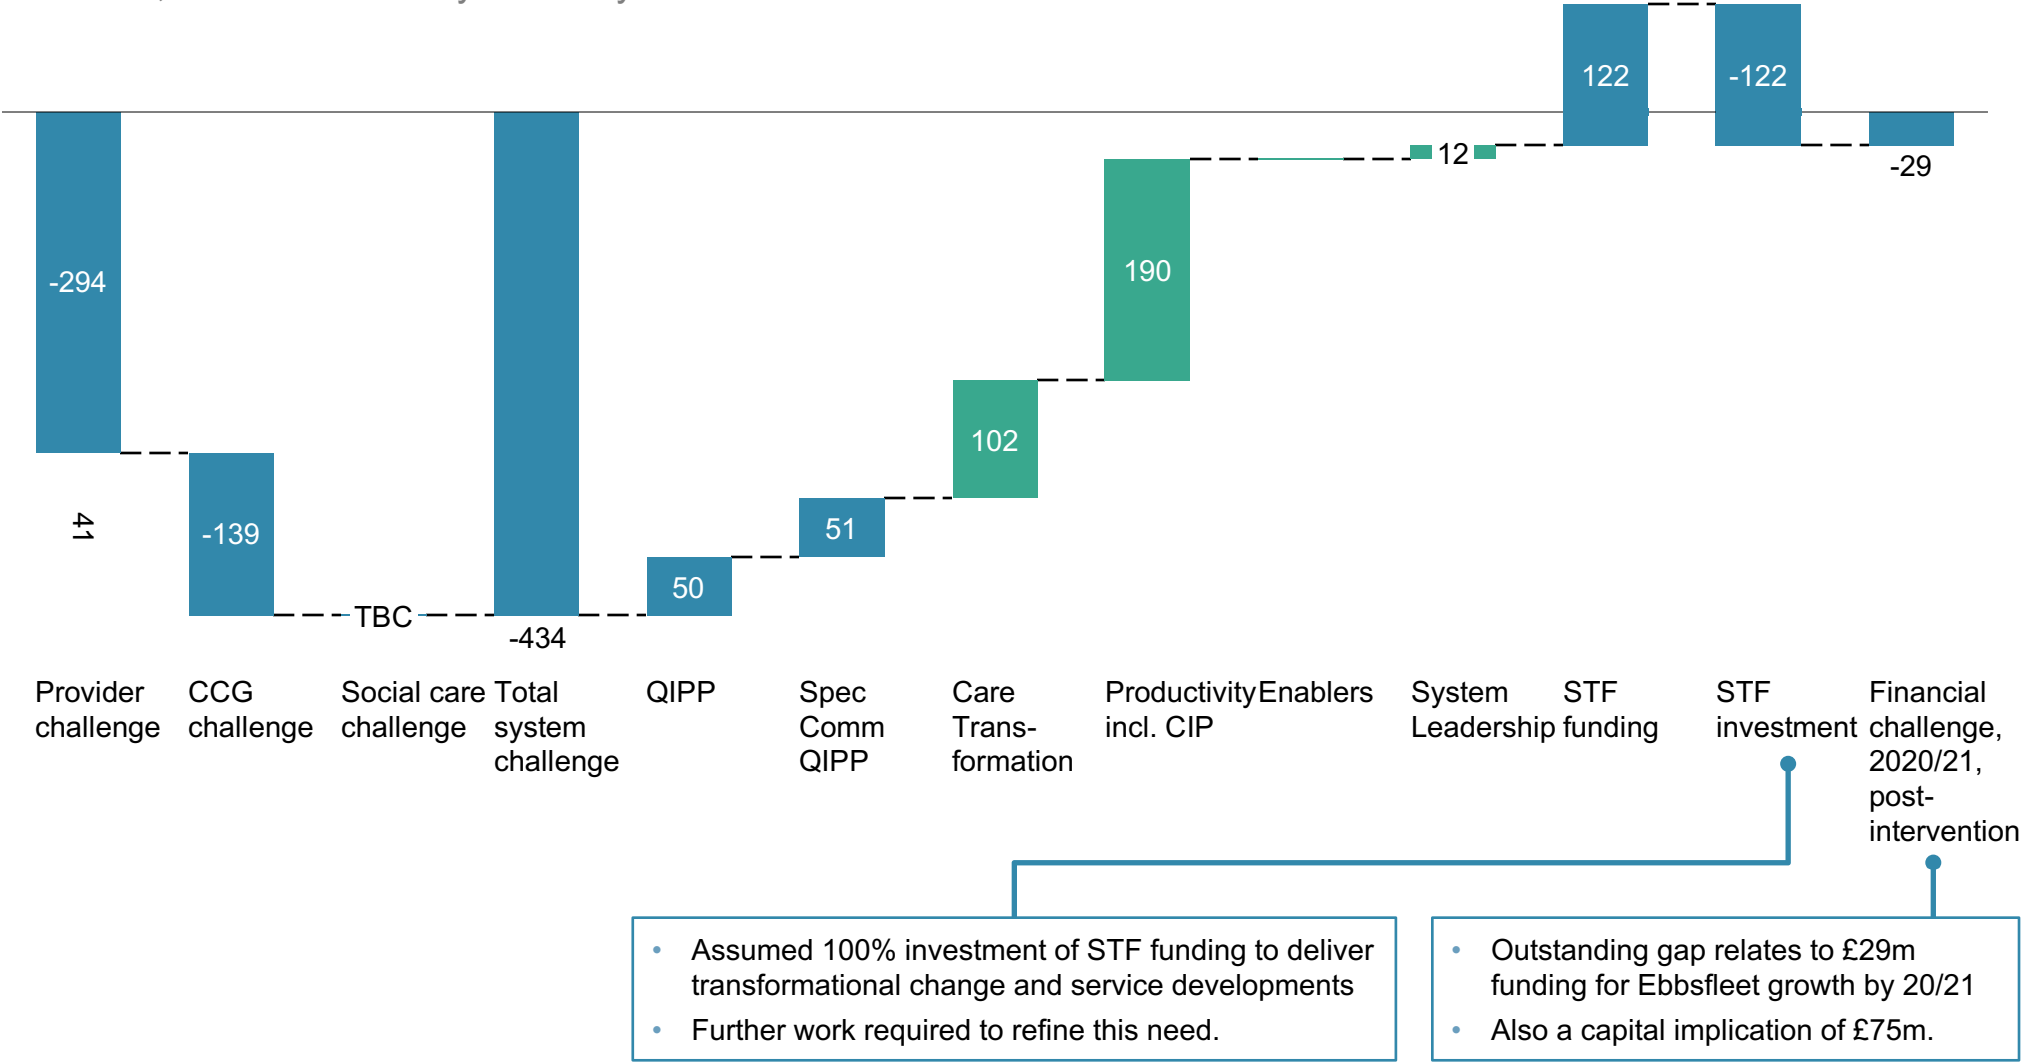 122
-122
12
-29
-294
190
102
41
-139
51
50
TBC
-434
Provider
challenge
CCG
challenge
Social care
challenge
Total
system
challenge
QIPP
Spec
Comm
QIPP
Care
Trans-
formation
Productivity
incl. CIP
Enablers
System
Leadership
STF
funding
STF
investment
Financial
challenge,
2020/21,
post-
intervention
• Assumed 100% investment of STF funding to deliver
transformational change and service developments
• Further work required to refine this need.
• Outstanding gap relates to £29m
funding for Ebbsfleet growth by 20/21
• Also a capital implication of £75m.